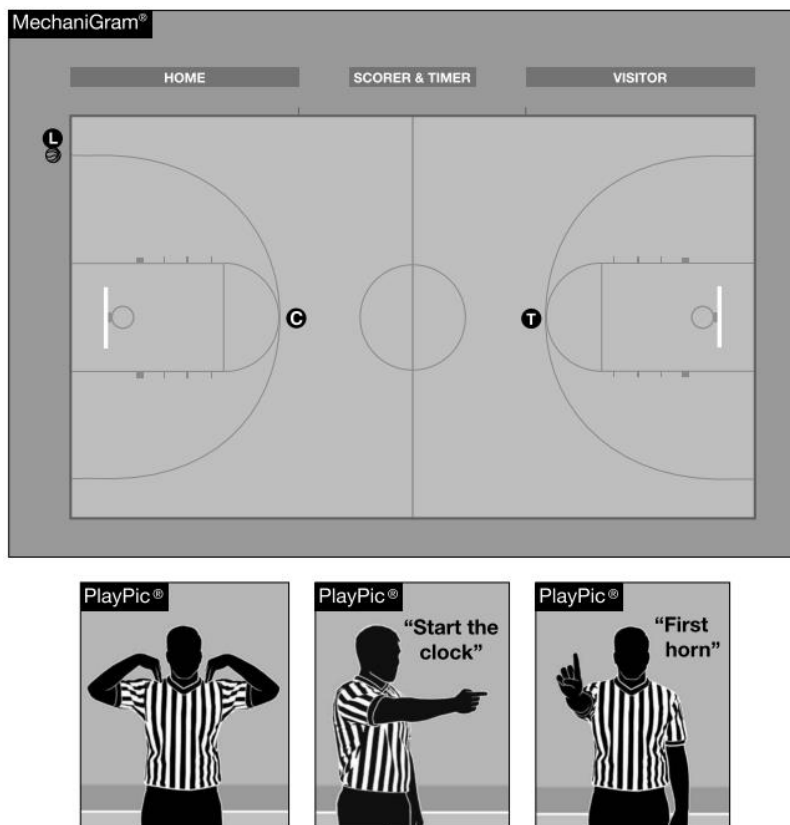 MechaniGram®
HOME
SCORER & TIMER
VISITOR
L
C
T
PlayPic®
PlayPic®
“Start the
clock”
PlayPic®
“First
horn”